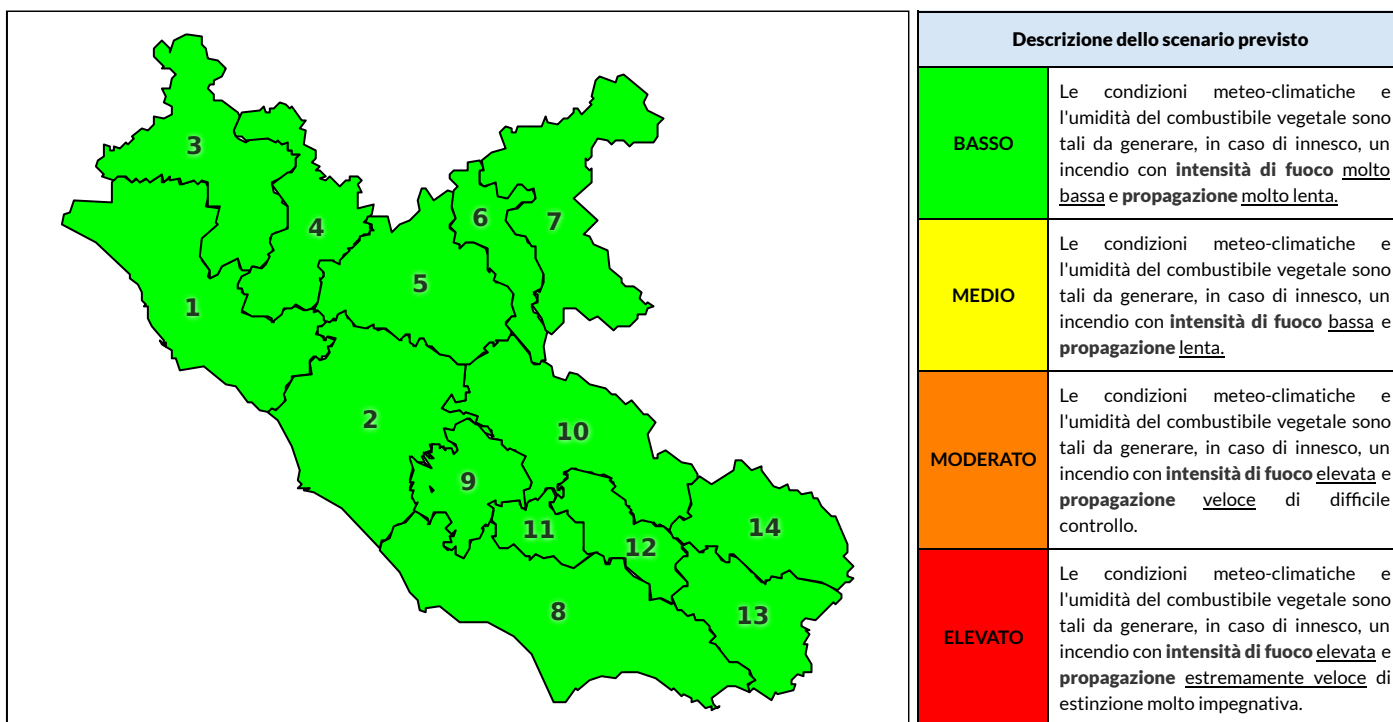 3
4
6
7
5
1
2
10
9
11
12
14
8
13
Descrizione dello scenario previsto
BASSO
Le condizioni meteo-climatiche e
l'umidità del combustibile vegetale sono
tali da generare, in caso di innesco, un
incendio con intensità di fuoco molto
bassa e propagazione molto lenta.
MEDIO
Le condizioni meteo-climatiche e
l'umidità del combustibile vegetale sono
tali da generare, in caso di innesco, un
incendio con intensità di fuoco bassa e
propagazione lenta.
MODERATO
Le condizioni meteo-climatiche e
l'umidità del combustibile vegetale sono
tali da generare, in caso di innesco, un
incendio con intensità di fuoco elevata e
propagazione veloce di difficile
controllo.
ELEVATO
Le condizioni meteo-climatiche e
l'umidità del combustibile vegetale sono
tali da generare, in caso di innesco, un
incendio con intensità di fuoco elevata e
propagazione estremamente veloce di
estinzione molto impegnativa.